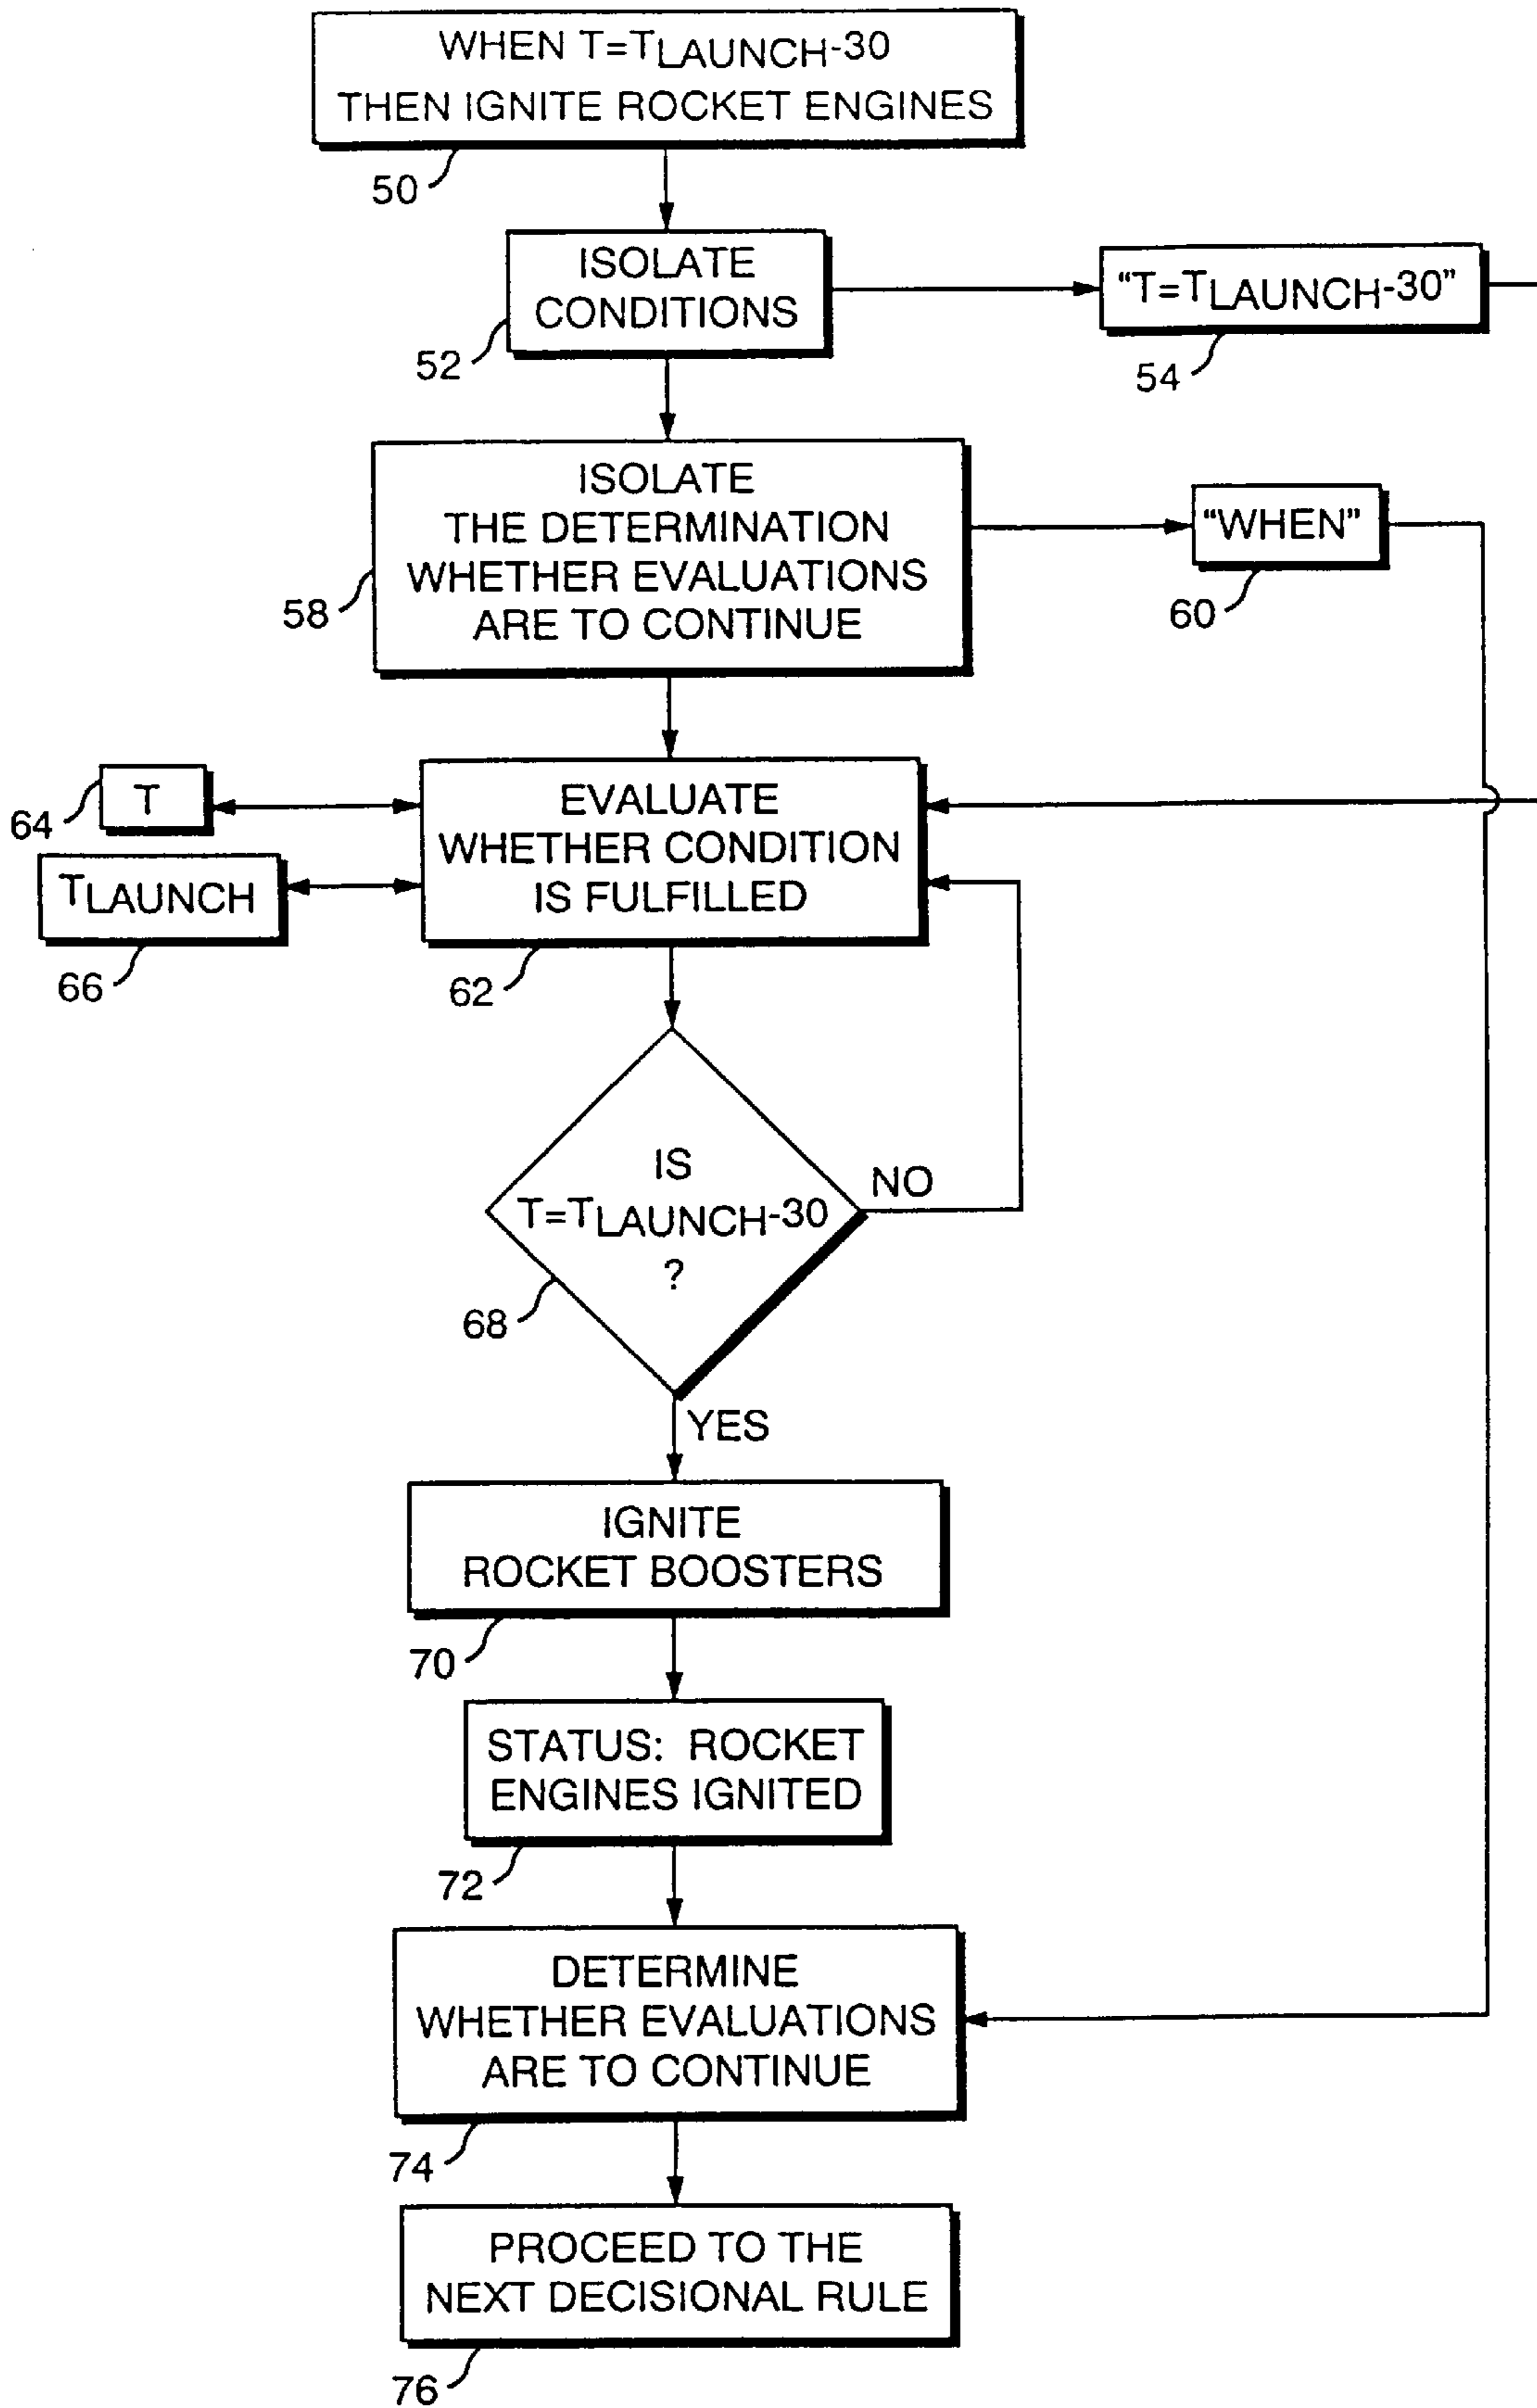 WHEN T=TLAUNCH-30
THEN IGNITE ROCKET ENGINES
50
ISOLATE
CONDITIONS
52
"T=TLAUNCH-30"
54
ISOLATE
THE DETERMINATION
WHETHER EVALUATIONS
ARE TO CONTINUE
58
"WHEN"
60
T
64
TLAUNCH
66
EVALUATE
WHETHER CONDITION
IS FULFILLED
62
IS
T=TLAUNCH-30
?
68
NO
YES
IGNITE
ROCKET BOOSTERS
70
STATUS: ROCKET
ENGINES IGNITED
72
DETERMINE
WHETHER EVALUATIONS
ARE TO CONTINUE
74
PROCEED TO THE
NEXT DECISIONAL RULE
76